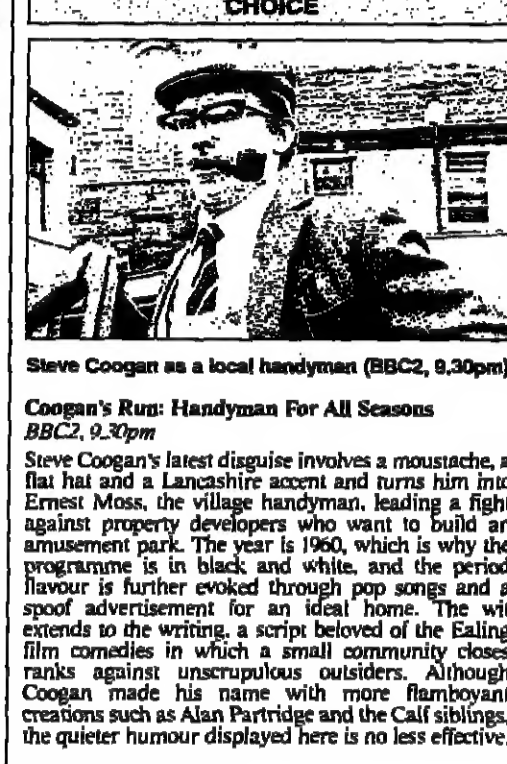 CHOICE
Steve Coogan as a local handyman (BBC2, 9.30pm)
Coogan's Run: Handyman For All Seasons
BBC2, 9.30pm
Steve Coogan's latest disguise involves a moustache, a
flat hat and a Lancashire accent and turns him into
Ernest Moss, the village handyman, leading a fight
against property developers who want to build an
amusement park. The year is 1960, which is why the
programme is in black and white, and the period
flavour is further evoked through pop songs and a
spoof advertisement for an ideal home. The wit
extends to the writing, a script beloved of the Ealing
film comedies in which a small community closes
ranks against unscrupulous outsiders. Although
Coogan made his name with more flamboyant
creations such as Alan Partridge and the Calf siblings,
the quieter humour displayed here is no less effective.